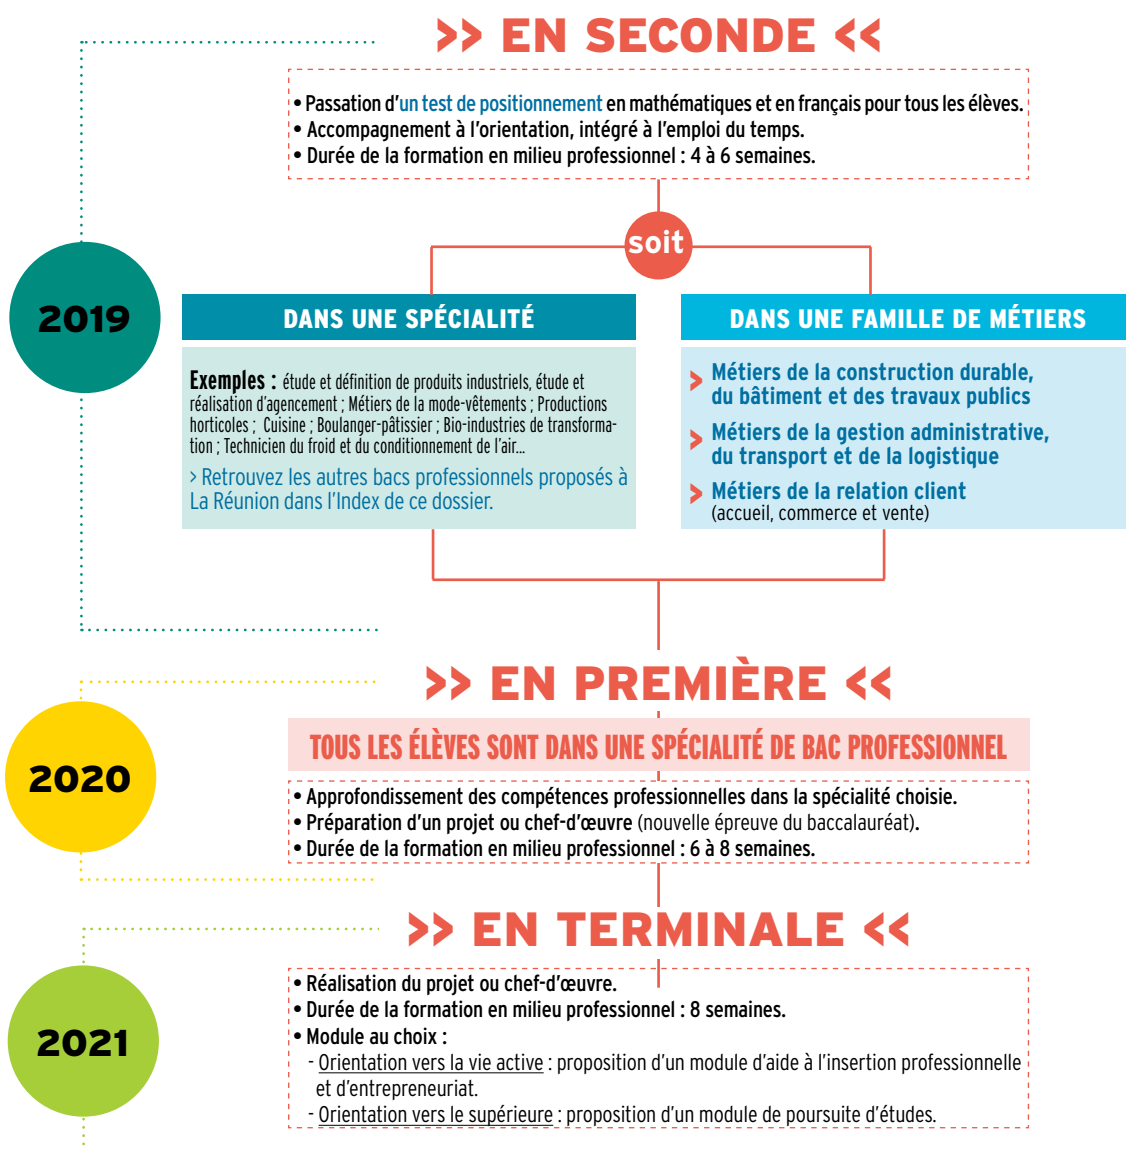 >> EN SECONDE <<
• Passation d'un test de positionnement en mathématiques et en français pour tous les élèves.
• Accompagnement à l'orientation, intégré à l'emploi du temps.
• Durée de la formation en milieu professionnel : 4 à 6 semaines.
soit
2019
DANS UNE SPÉCIALITÉ
Exemples : étude et définition de produits industriels, étude et
réalisation d'agencement ; Métiers de la mode-vêtements ; Productions
horticoles ; Cuisine ; Boulanger-pâtissier ; Bio-industries de transforma-
tion ; Technicien du froid et du conditionnement de l'air...
> Retrouvez les autres bacs professionnels proposés à
La Réunion dans l'Index de ce dossier.
DANS UNE FAMILLE DE MÉTIERS
> Métiers de la construction durable,
du bâtiment et des travaux publics
> Métiers de la gestion administrative,
du transport et de la logistique
> Métiers de la relation client
(accueil, commerce et vente)
>> EN PREMIÈRE <<
2020
TOUS LES ÉLÈVES SONT DANS UNE SPÉCIALITÉ DE BAC PROFESSIONNEL
• Approfondissement des compétences professionnelles dans la spécialité choisie.
• Préparation d'un projet ou chef-d'œuvre (nouvelle épreuve du baccalauréat).
• Durée de la formation en milieu professionnel : 6 à 8 semaines.
>> EN TERMINALE <<
2021
• Réalisation du projet ou chef-d'œuvre.
• Durée de la formation en milieu professionnel : 8 semaines.
• Module au choix :
- Orientation vers la vie active : proposition d'un module d'aide à l'insertion professionnelle
et d'entrepreneuriat.
- Orientation vers le supérieure : proposition d'un module de poursuite d'études.